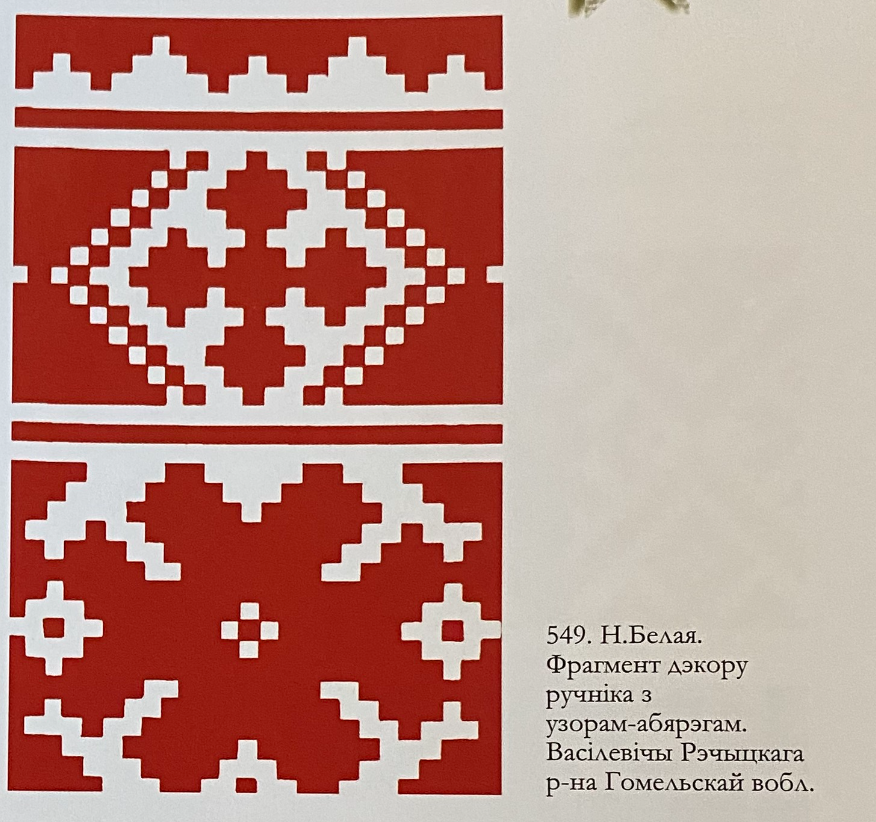 549. Н.Белая.
Фрагмент дэкору
ручніка з
узорам-абярэгам.
Васілевічы Рэчыцкага
р-на Гомельскай вобл.